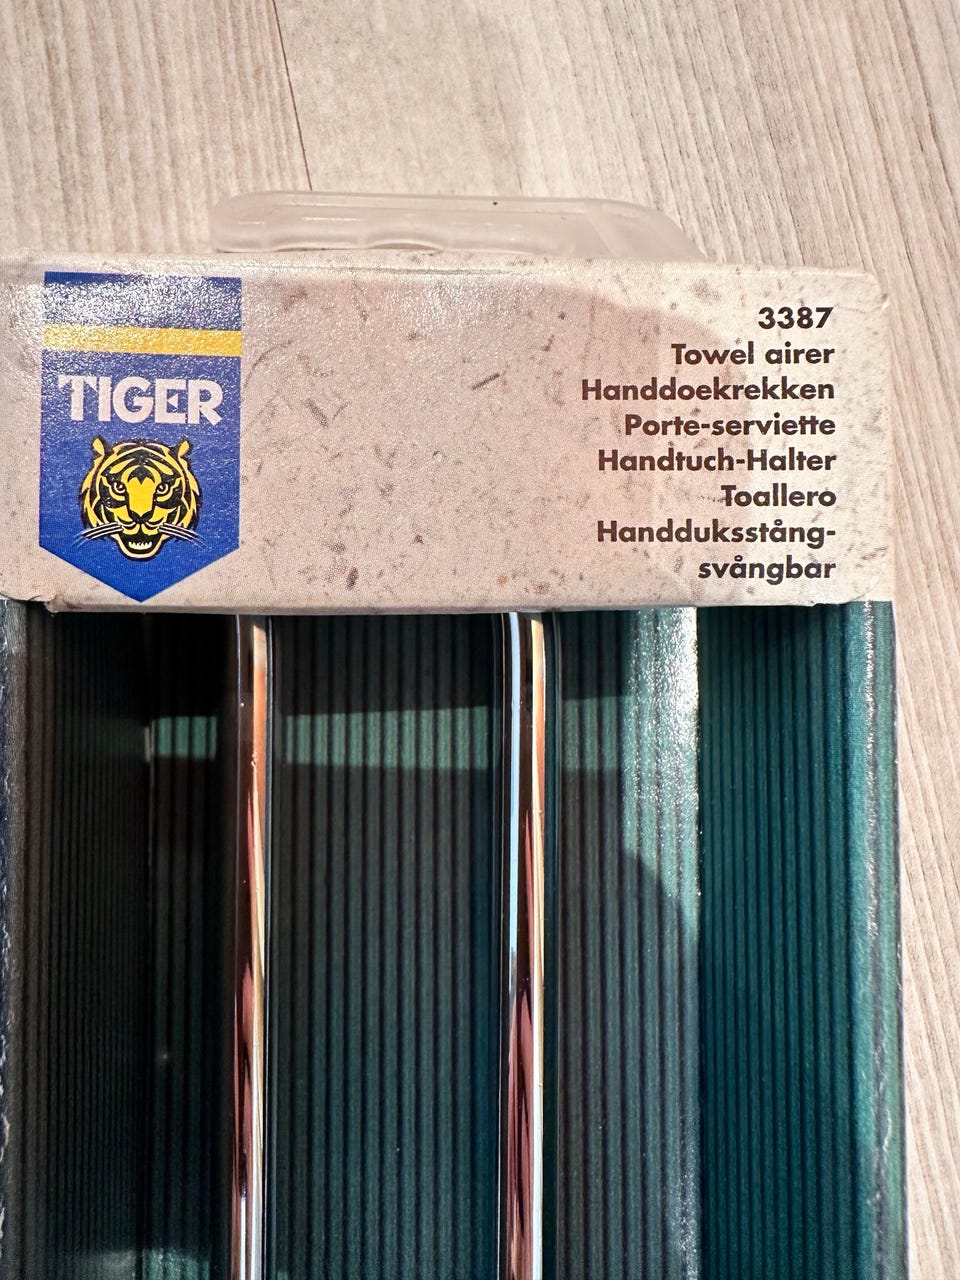 TIGER
3387
Towel airer
Handdoekrekken
Porte-serviette
Handtuch-Halter
Toallero
Handduksstång-
svångbar